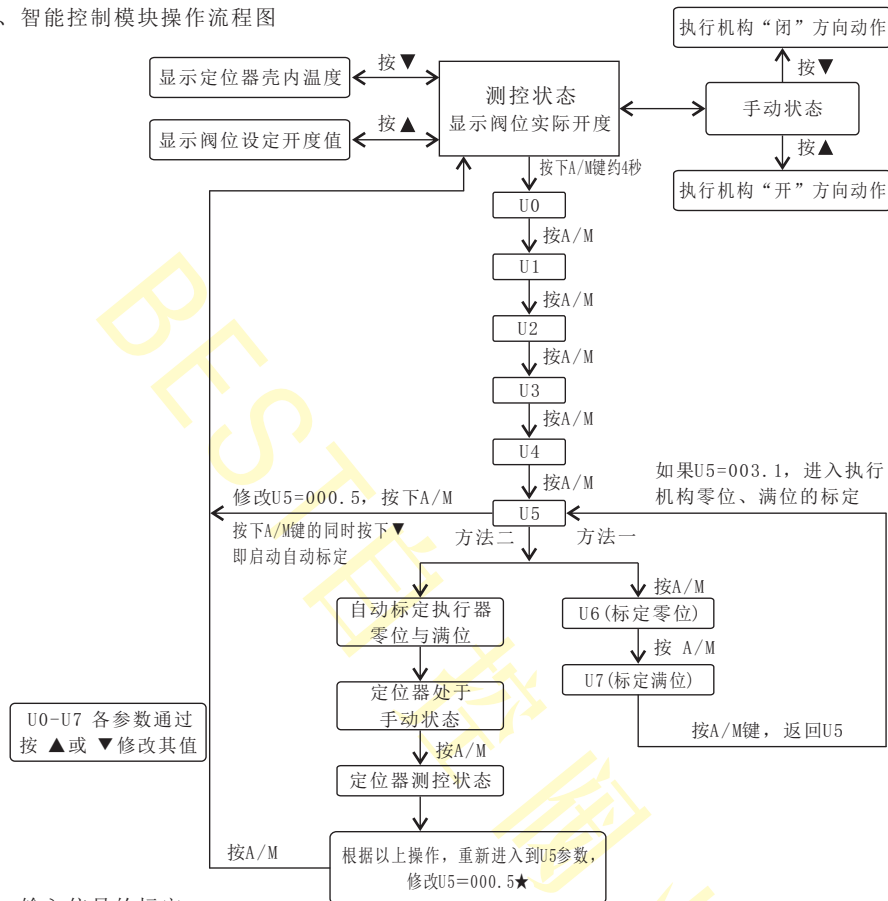 、智能控制模块操作流程图
执行机构“闭”方向动作
按▼
手动状态
按▲
执行机构“开”方向动作
显示定位器壳内温度
按▼
显示阀位设定开度值
按▲
测控状态
显示阀位实际开度
按下A/M键约4秒
U0
按A/M
U1
按A/M
U2
按A/M
U3
按A/M
U4
按A/M
U5
如果U5=003.1，进入执行
机构零位、满位的标定
修改U5=000.5，按下A/M
按下A/M键的同时按下▼
即启动自动标定
方法二
方法一
自动标定执行器
零位与满位
定位器处于
手动状态
按A/M
定位器测控状态
按A/M
U6(标定零位)
按 A/M
U7(标定满位)
按A/M键，返回U5
U0-U7 各参数通过
按 ▲或 ▼修改其值
按A/M
根据以上操作，重新进入到U5参数，
修改U5=000.5★
BEST自控阀